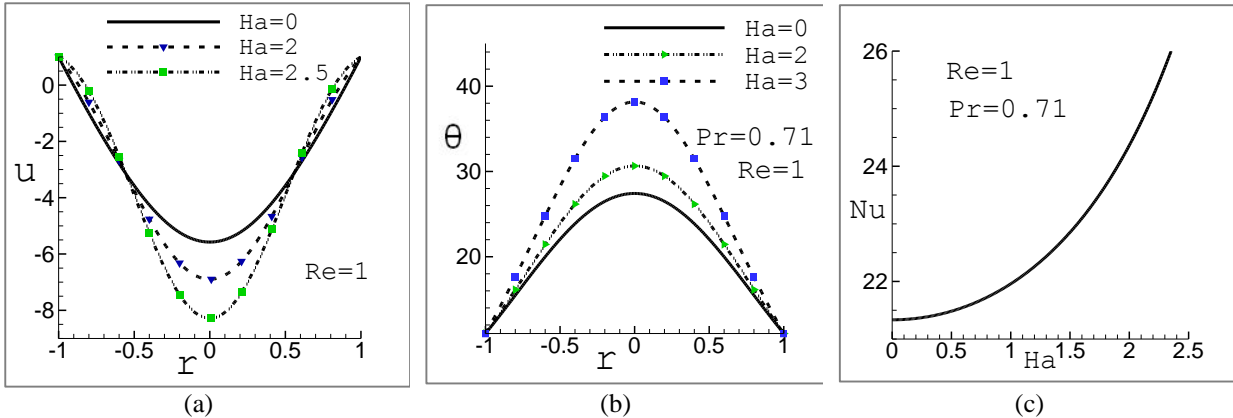 Ha=0
Ha=2
Ha=2.5
0
-2
-4
-6
-8
u
Re=1
-1
-0.5
0
0.5
1
r
(a)
Ha=0
Ha=2
Ha=3
40
30
20
θ
Pr=0.71
Re=1
-1
-0.5
0
0.5
1
r
(b)
26
24
22
Nu
Re=1
Pr=0.71
0
0.5
1
1.5
2
2.5
Ha
(c)